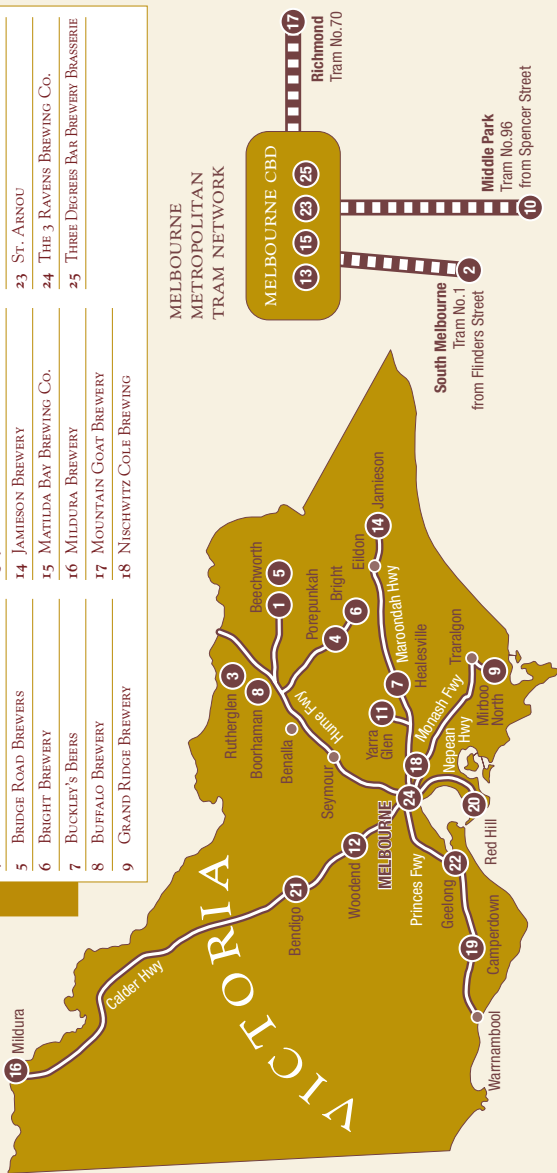 5 Bridge Road Brewers
6 Bright Brewery
7 Buckley's Beers
8 Buffalo Brewery
9 Grand Ridge Brewery
14 Jamieson Brewery
15 Matilda Bay Brewing Co.
16 Mildura Brewery
17 Mountain Goat Brewery
18 Nischwitz Cole Brewing
23 St. Arnou
24 The 3 Ravens Brewing Co.
25 Three Degrees Bar Brewery Brasserie
MELBOURNE
METROPOLITAN
TRAM NETWORK
MELBOURNE CBD
13 15 23 25
17
Richmond
Tram No.70
South Melbourne
Tram No.1
from Flinders Street
2
Middle Park
Tram No.96
from Spencer Street
10
VICTORIA
16 Mildura
Calder Hwy
Bendigo 21
Woodend 12
MELBOURNE
24
18
Rutherglen 3
Boorhaman 8
Benalla
Seymour
Hume Fwy
Beechworth
1 5
Porepunkah
4
Bright
6
Yarra
Glen
11
7
Healesville
Maroondah Hwy
Eildon
14
Jamieson
Monash Fwy
Nepean
Hwy
Traralgon
Mirboo
North
9
20
Red Hill
Princes Fwy
Geelong 22
19
Camperdown
Warrnambool